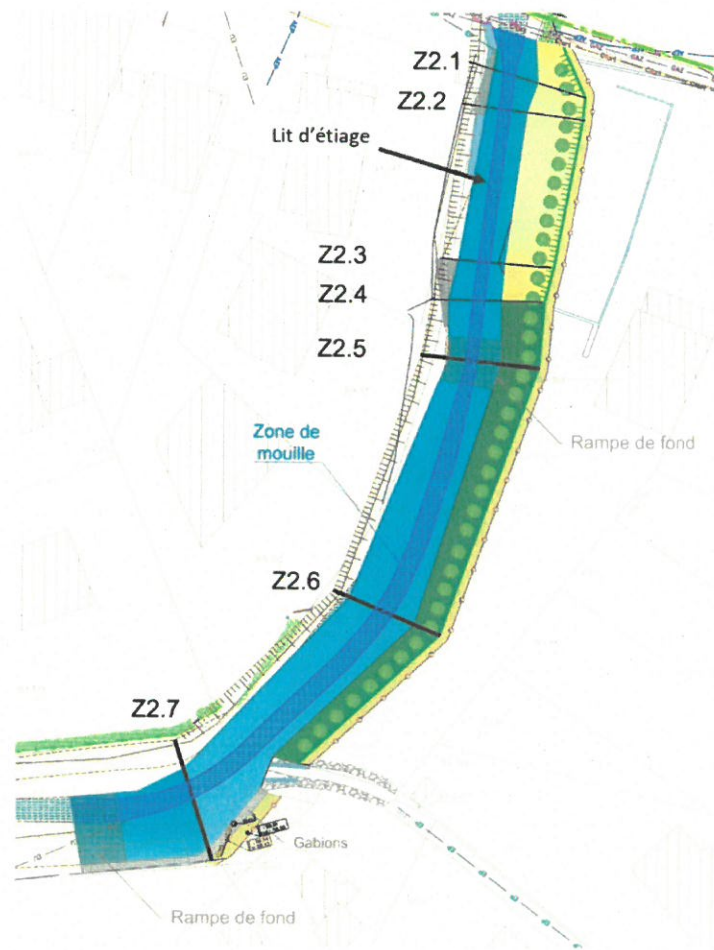 Z2.1
Z2.2
Lit d'étiage
Z2.3
Z2.4
Z2.5
Rampe de fond
Zone de
mouille
Z2.6
Z2.7
Gabions
Rampe de fond